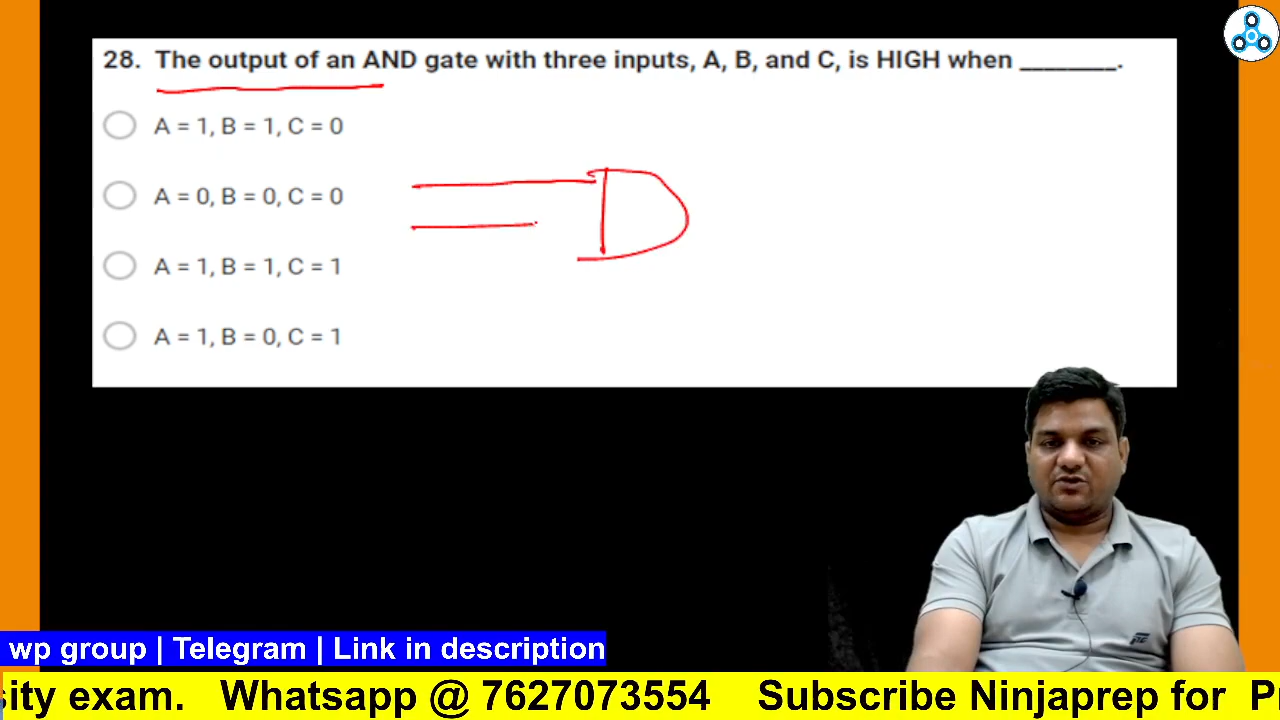 28. The output of an AND gate with three inputs, A, B, and C, is HIGH when ________.
A = 1, B = 1, C = 0
A = 0, B = 0, C = 0
A = 1, B = 1, C = 1
A = 1, B = 0, C = 1
wp group | Telegram | Link in description
sity exam. Whatsapp @ 7627073554 Subscribe Ninjaprep for